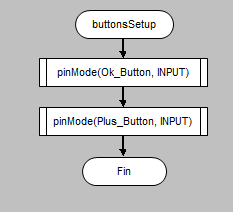 buttonsSetup
pinMode(Ok_Button, INPUT)
pinMode(Plus_Button, INPUT)
Fin